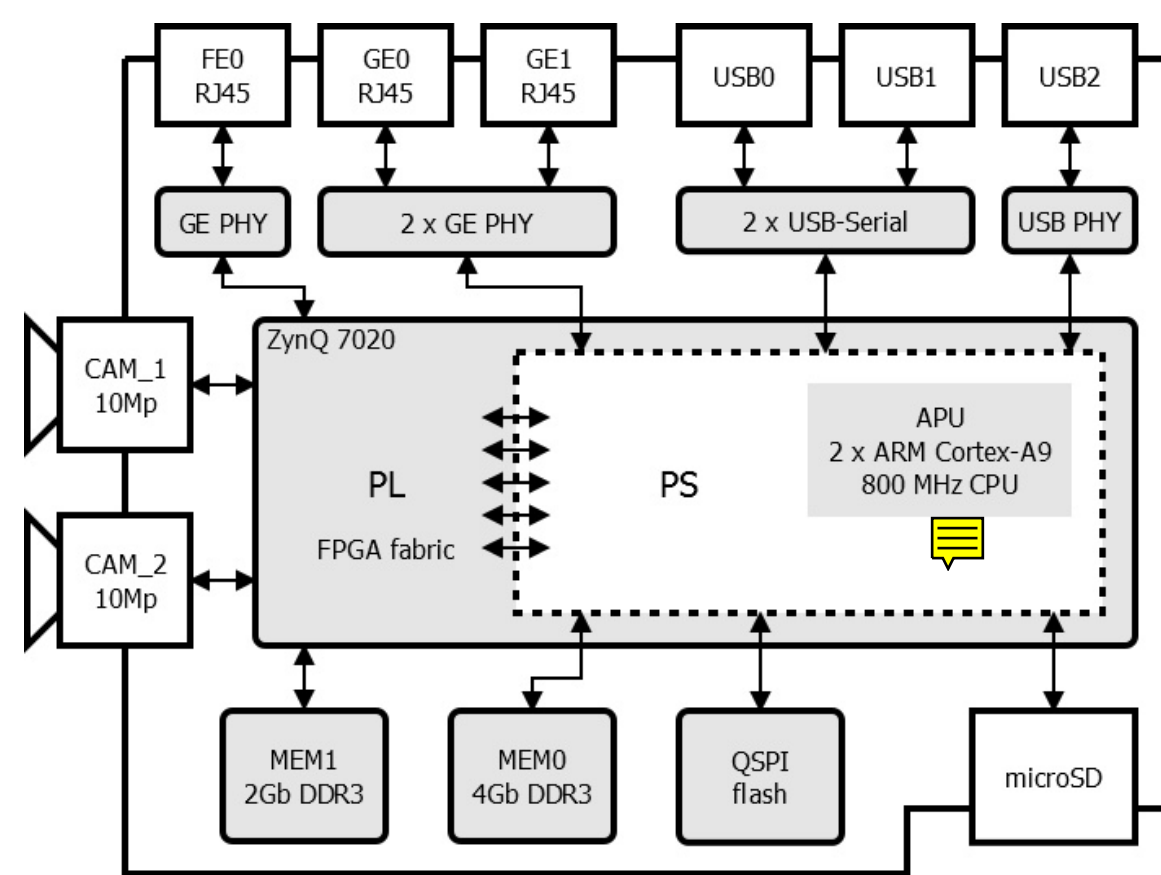 FE0
RJ45
GE0
RJ45
GE1
RJ45
USB0
USB1
USB2
GE PHY
2 x GE PHY
2 x USB-Serial
USB PHY
ZynQ 7020
CAM_1
10Mp
APU
2 x ARM Cortex-A9
800 MHz CPU
PL
PS
FPGA fabric
CAM_2
10Mp
MEM1
2Gb DDR3
MEM0
4Gb DDR3
QSPI
flash
microSD